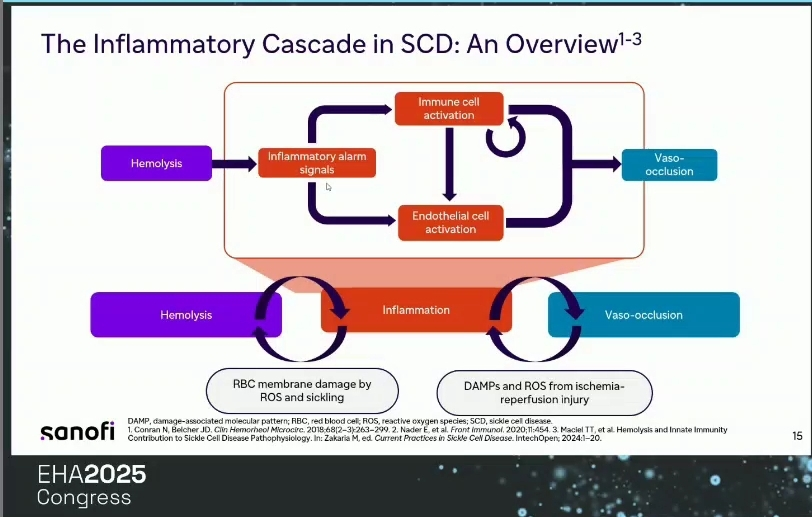 The Inflammatory Cascade in SCD: An Overview1-3
Immune cell
activation
Hemolysis
Inflammatory alarm
signals
Vaso-
occlusion
Endothelial cell
activation
Hemolysis
Inflammation
Vaso-occlusion
RBC membrane damage by
ROS and sickling
DAMPs and ROS from ischemia-
reperfusion injury
DAMP, damage-associated molecular pattern; RBC, red blood cell; ROS, reactive oxygen species; SCD, sickle cell disease.
1. Conran N, Belcher JD. Clin Hemorheol Microcirc. 2018;68(2–3):263–299. 2. Nader E, et al. Front Immunol. 2020;11:454. 3. Maciel TT, et al. Hemolysis and Innate Immunity
Contribution to Sickle Cell Disease Pathophysiology. In: Zakaria M, ed. Current Practices in Sickle Cell Disease. IntechOpen; 2024:1–20.
sanofi
15
EHA2025
Congress